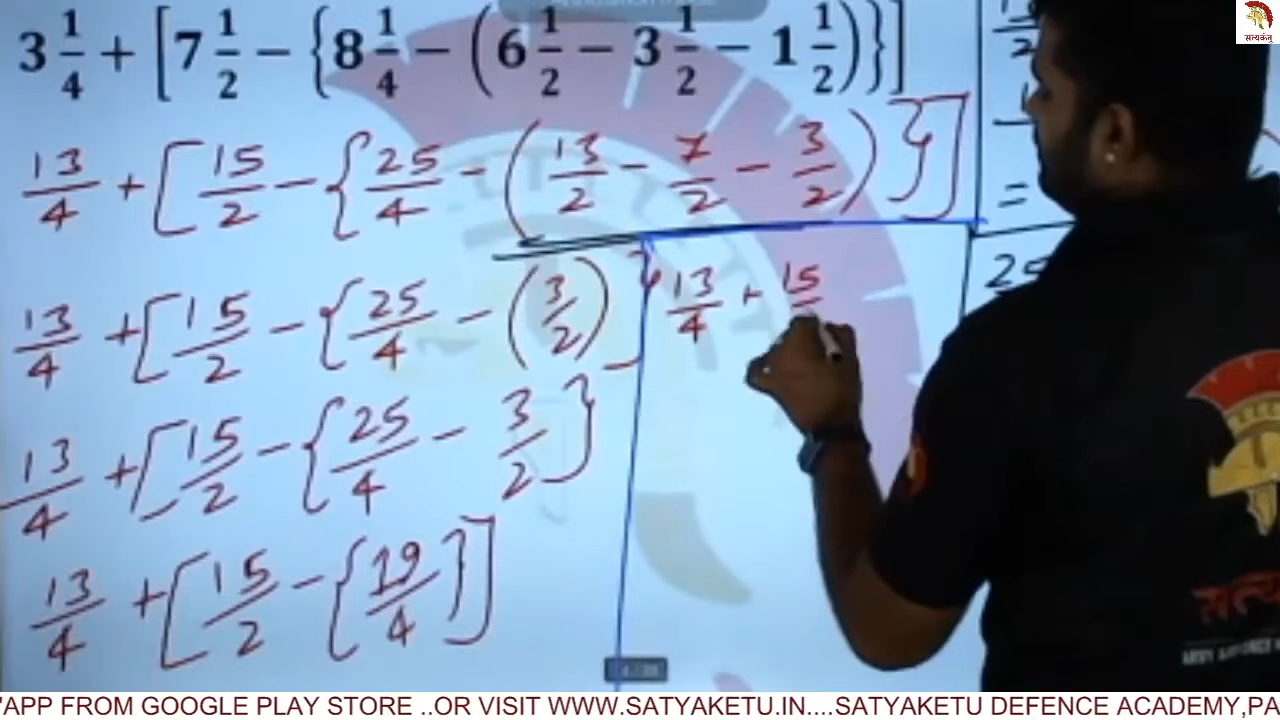 3 1/4 + [7 1/2 − {8 1/4 − (6 1/2 − 3 1/2 − 1 1/2)}]
13/4 + [15/2 − {25/4 − (13/2 − 7/2 − 3/2)}]
13/4 + [15/2 − {25/4 − (3/2)}]
13/4 + [15/2 − {25/4 − 3/2}
13/4 + [15/2 − {19/4}]
13/4 + 15
=
25
सत्यकेतु
APP FROM GOOGLE PLAY STORE ..OR VISIT WWW.SATYAKETU.IN....SATYAKETU DEFENCE ACADEMY,PA